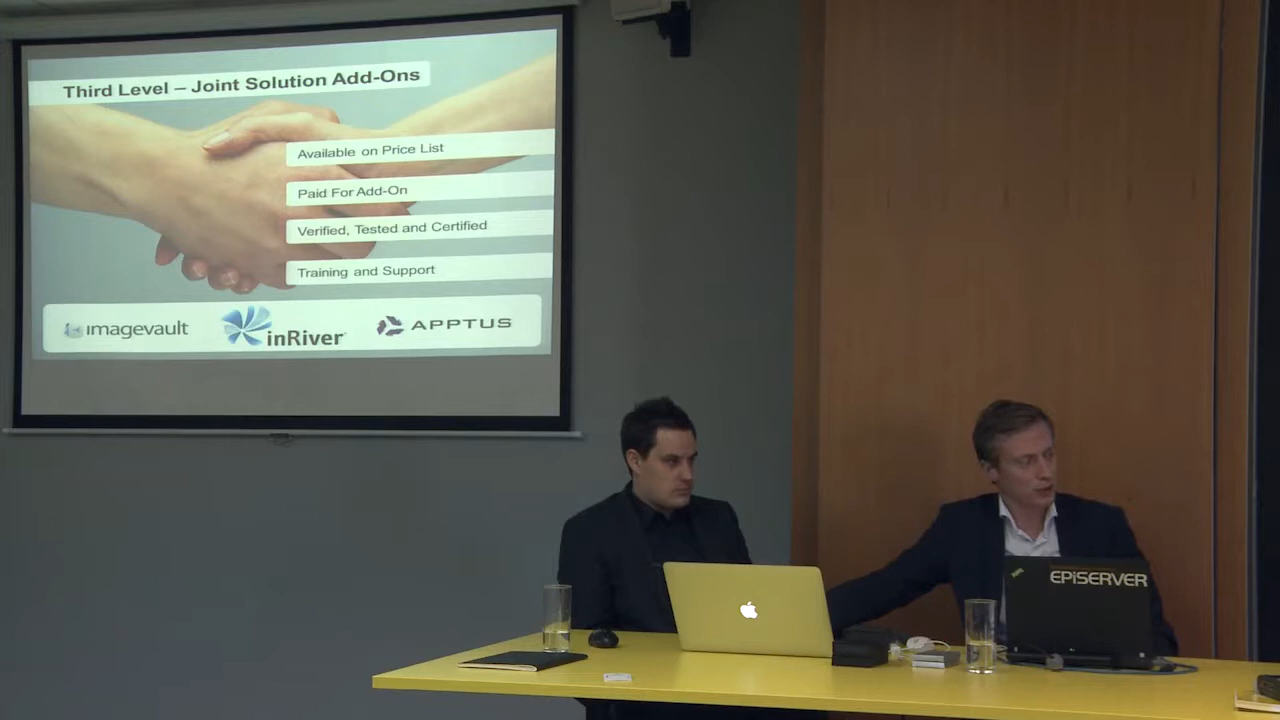 Third Level – Joint Solution Add-Ons
Available on Price List
Paid For Add-On
Verified, Tested and Certified
Training and Support
imagevault
inRiver
APPTUS
EPiSERVER